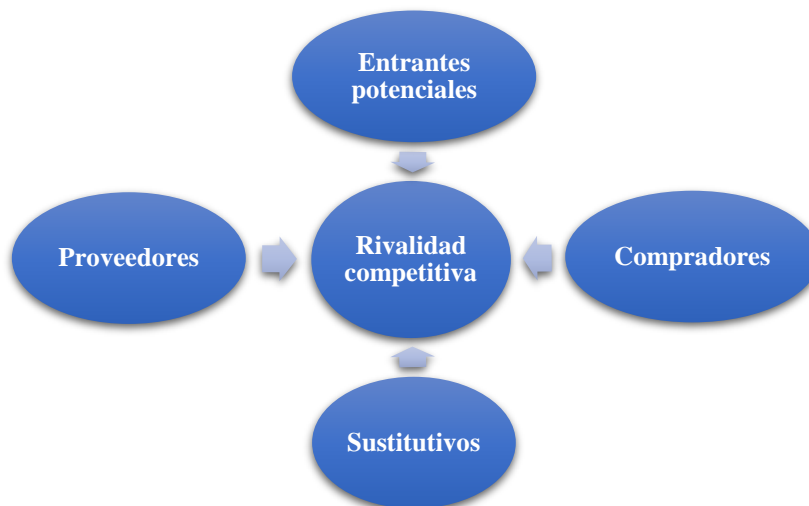 Entrantes
potenciales
Proveedores
Rivalidad
competitiva
Compradores
Sustitutivos